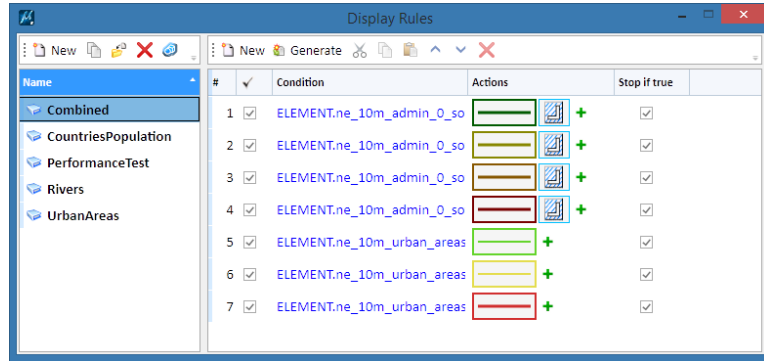 Display Rules
New
New Generate
Name
# Condition Actions Stop if true
Combined
CountriesPopulation
PerformanceTest
Rivers
UrbanAreas
1 ELEMENT.ne_10m_admin_0_so
2 ELEMENT.ne_10m_admin_0_so
3 ELEMENT.ne_10m_admin_0_so
4 ELEMENT.ne_10m_admin_0_so
5 ELEMENT.ne_10m_urban_areas
6 ELEMENT.ne_10m_urban_areas
7 ELEMENT.ne_10m_urban_areas